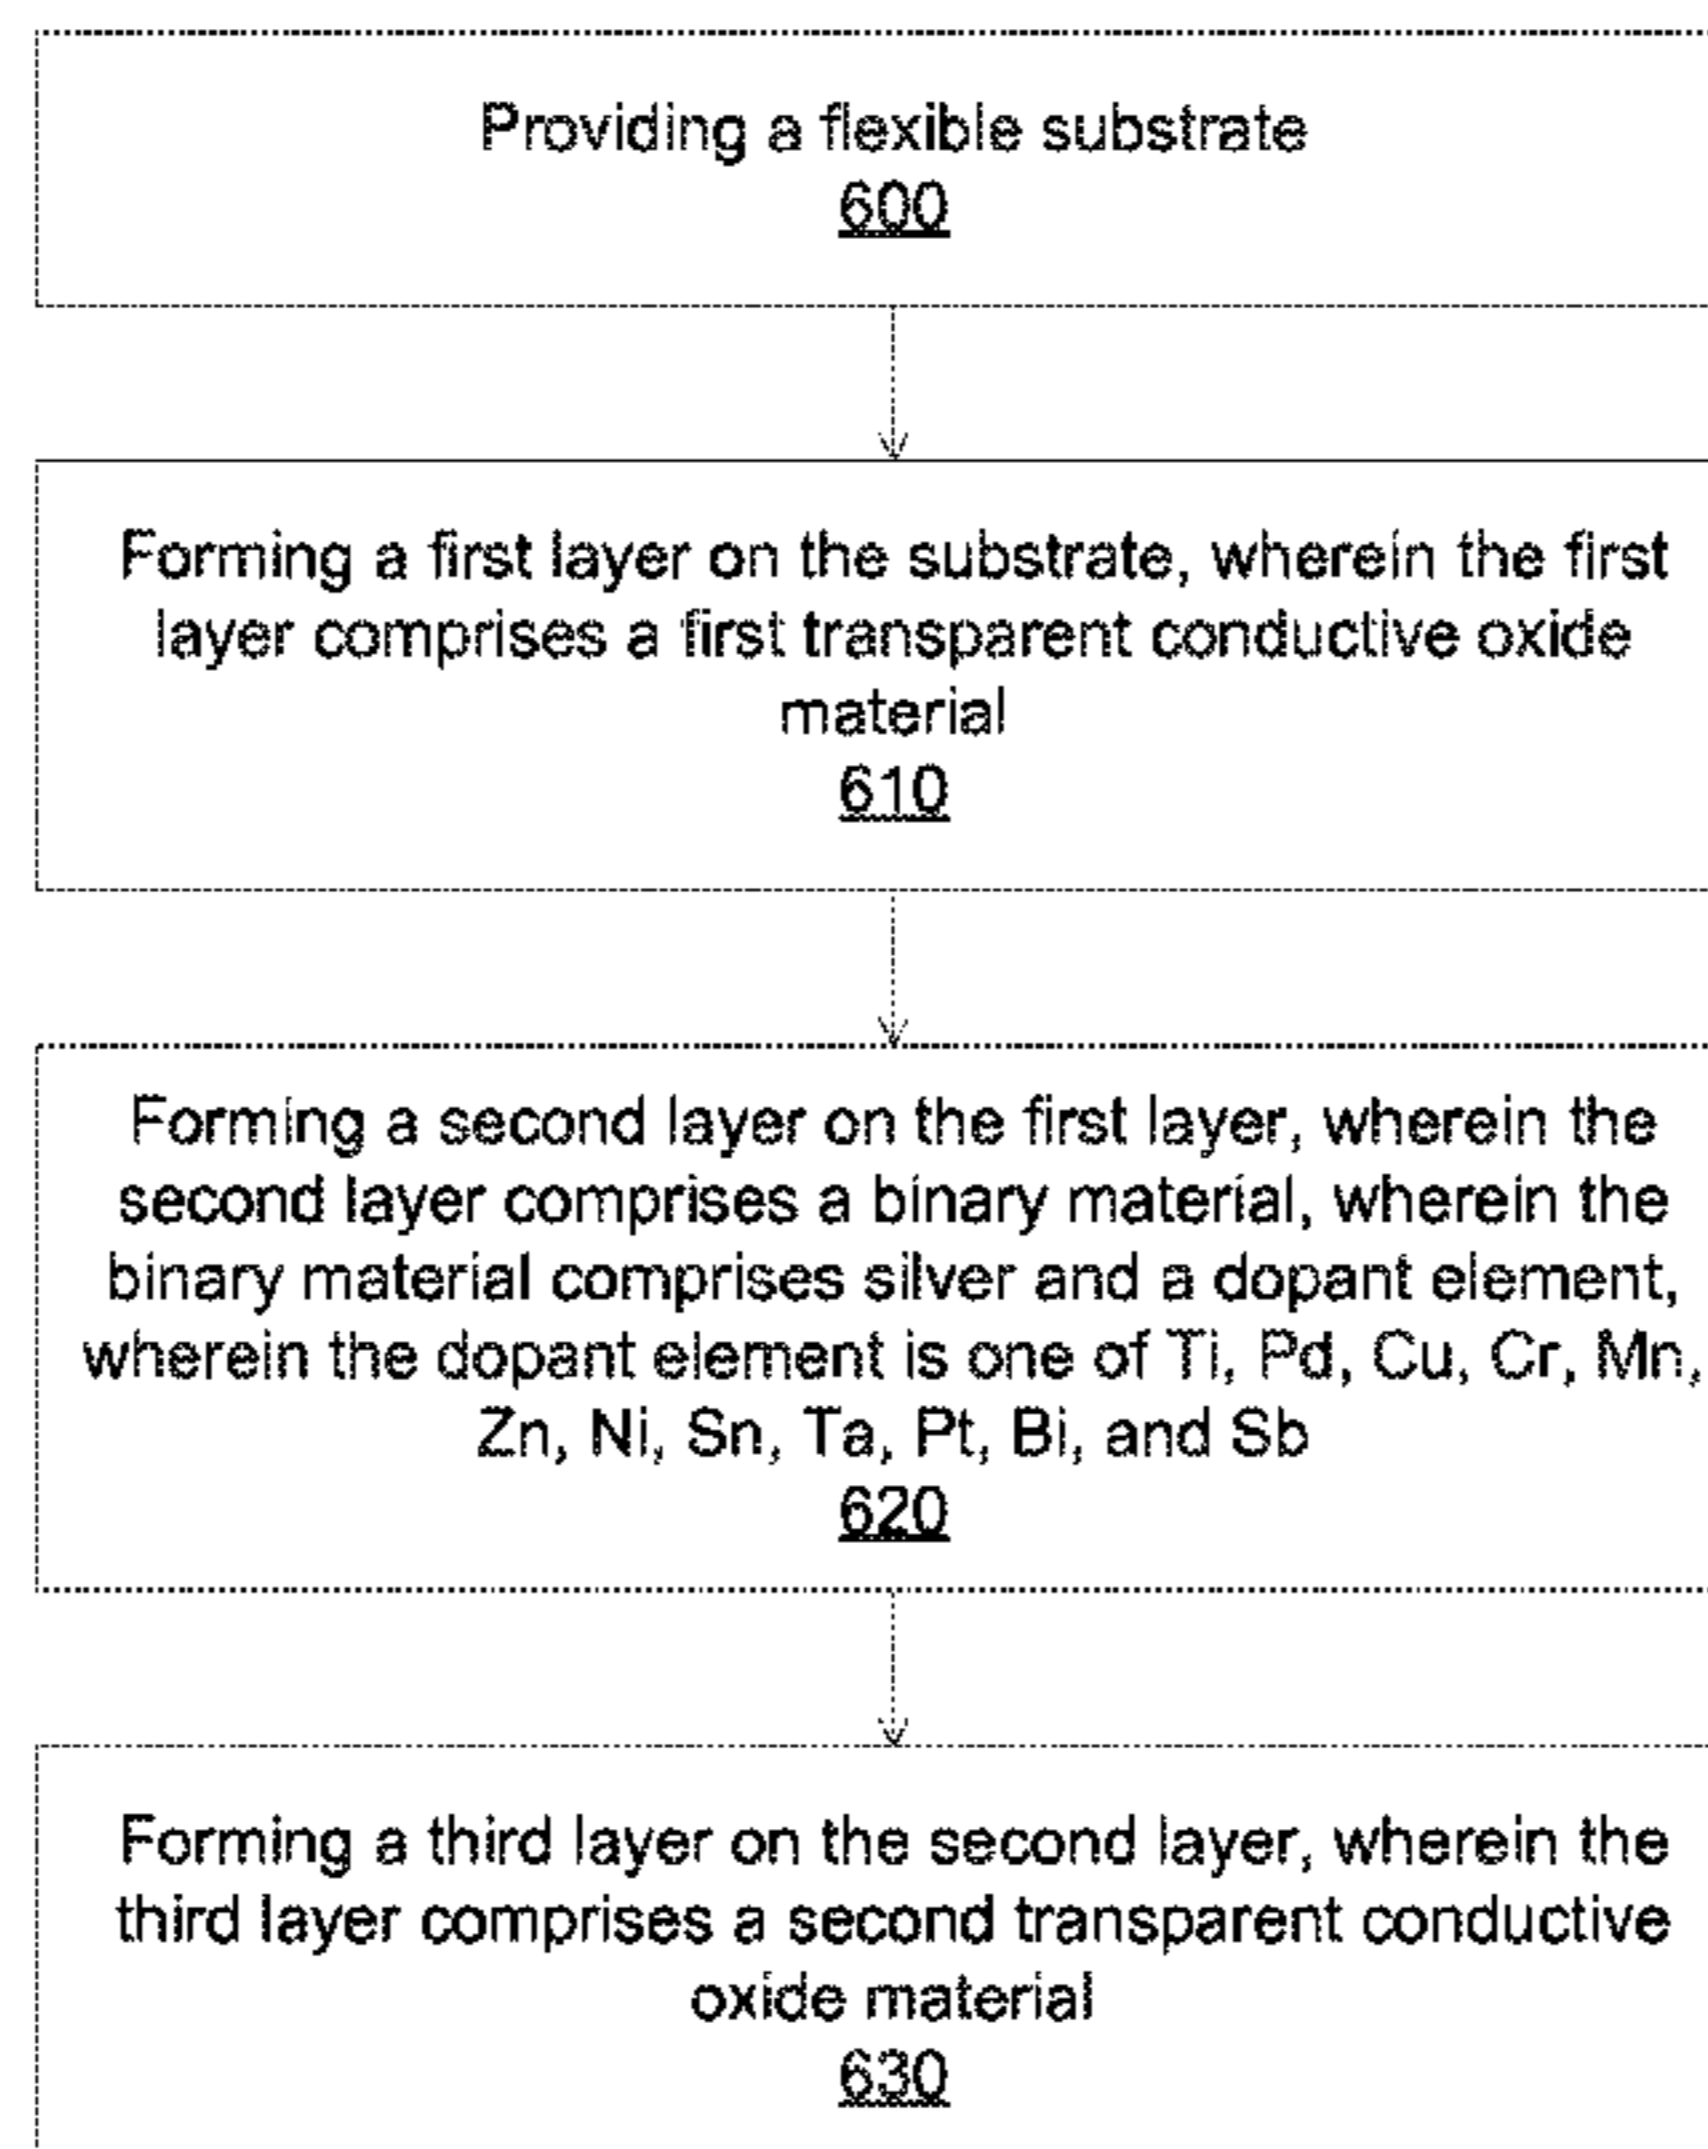 Providing a flexible substrate
600
Forming a first layer on the substrate, wherein the first
layer comprises a first transparent conductive oxide
material
610
Forming a second layer on the first layer, wherein the
second layer comprises a binary material, wherein the
binary material comprises silver and a dopant element,
wherein the dopant element is one of Ti, Pd, Cu, Cr, Mn,
Zn, Ni, Sn, Ta, Pt, Bi, and Sb
620
Forming a third layer on the second layer, wherein the
third layer comprises a second transparent conductive
oxide material
630